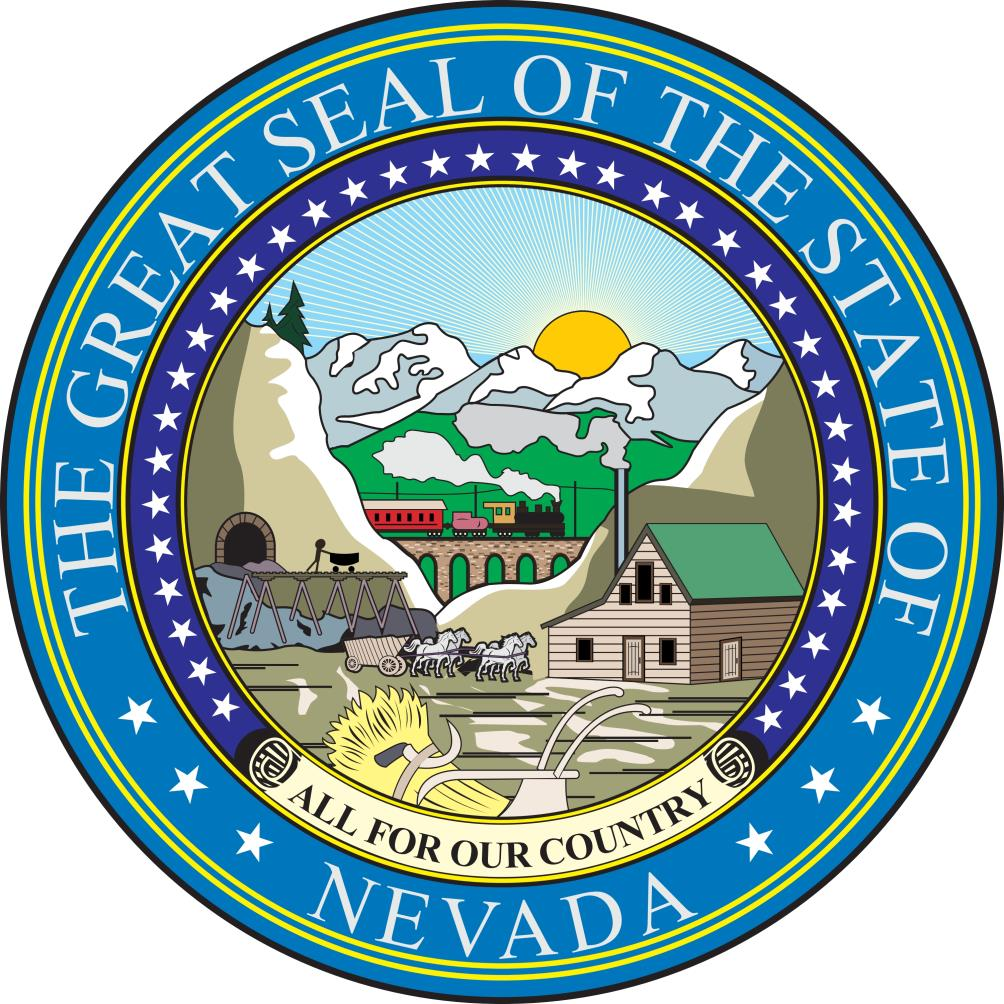 THE GREAT SEAL OF THE STATE OF
NEVADA
ALL FOR OUR COUNTRY